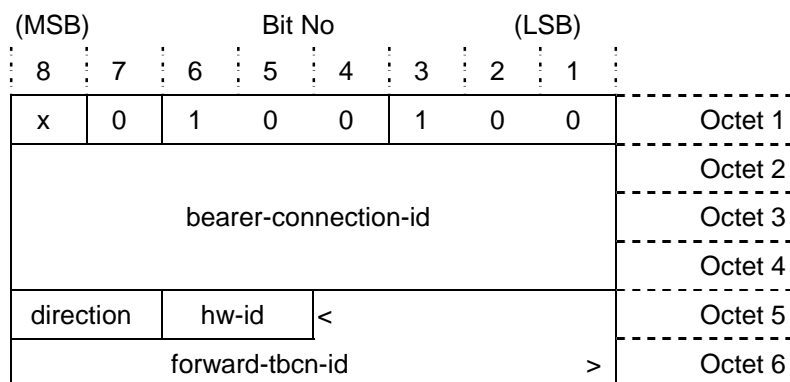 (MSB) Bit No (LSB)
8 7 6 5 4 3 2 1
x 0 1 0 0 1 0 0 Octet 1
Octet 2
bearer-connection-id Octet 3
Octet 4
direction hw-id < Octet 5
forward-tbcn-id > Octet 6